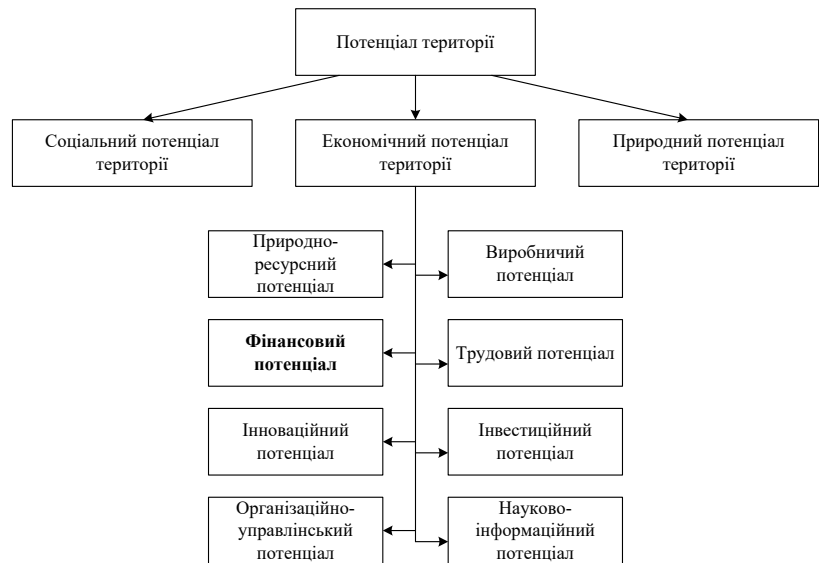 Потенціал території
Соціальний потенціал
території
Економічний потенціал
території
Природний потенціал
території
Природно-
ресурсний
потенціал
Виробничий
потенціал
Фінансовий
потенціал
Трудовий потенціал
Інноваційний
потенціал
Інвестиційний
потенціал
Організаційно-
управлінський
потенціал
Науково-
інформаційний
потенціал